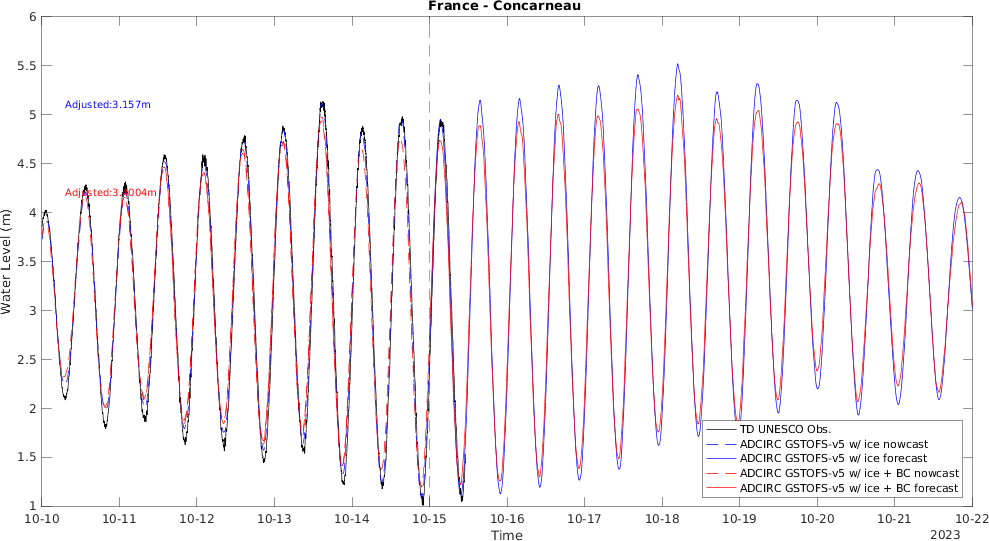 France - Concarneau
6
5.5
5
4.5
4
3.5
3
2.5
2
1.5
1
Water Level (m)
Adjusted:3.157m
10-10
10-11
10-12
10-13
10-14
10-15
10-16
10-17
10-18
10-19
10-20
10-21
10-22
Time
2023
TD UNESCO Obs.
ADCIRC GSTOFS-v5 w/ ice nowcast
ADCIRC GSTOFS-v5 w/ ice forecast
ADCIRC GSTOFS-v5 w/ ice + BC nowcast
ADCIRC GSTOFS-v5 w/ ice + BC forecast